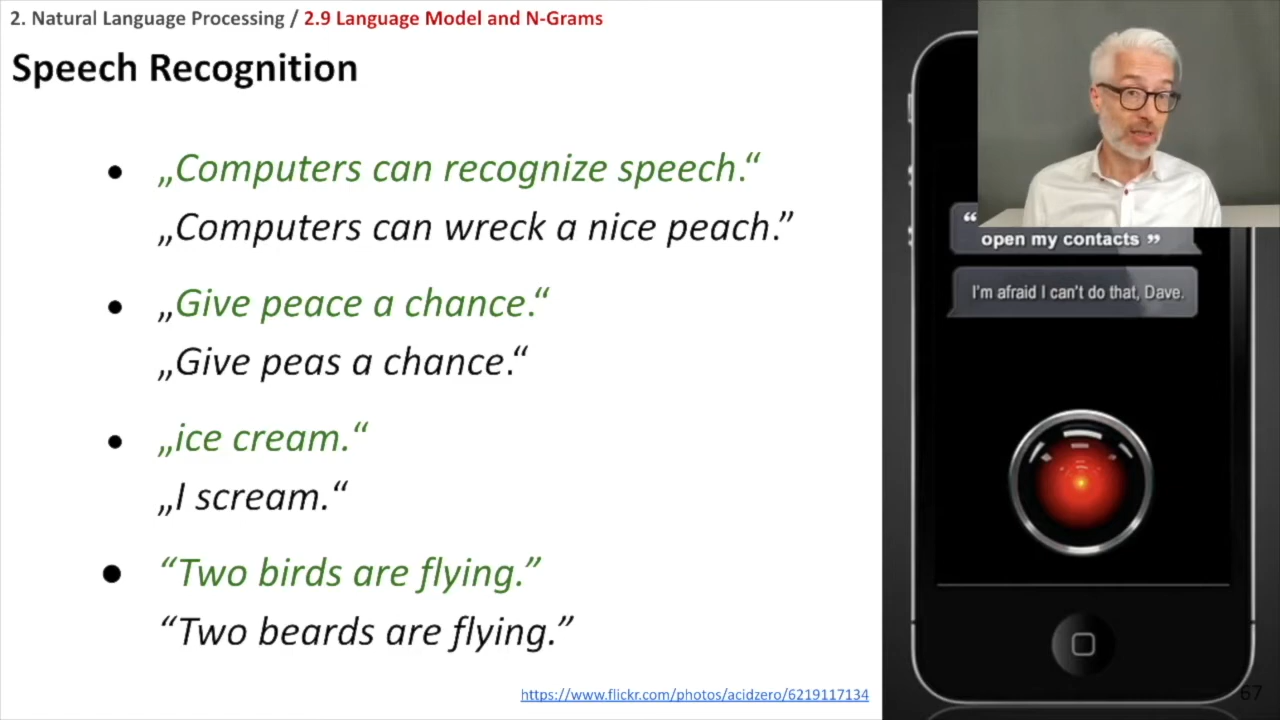 2. Natural Language Processing / 2.9 Language Model and N-Grams
Speech Recognition
• „Computers can recognize speech.“
„Computers can wreck a nice peach.”
• „Give peace a chance.“
„Give peas a chance.“
• „ice cream.“
„I scream.“
• “Two birds are flying.”
“Two beards are flying.”
https://www.flickr.com/photos/acidzero/6219117134
“
open my contacts ”
I'm afraid I can't do that, Dave.
67